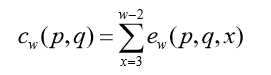 c_w(p,q) = \sum_{x=3}^{w-2} e_w(p,q,x)